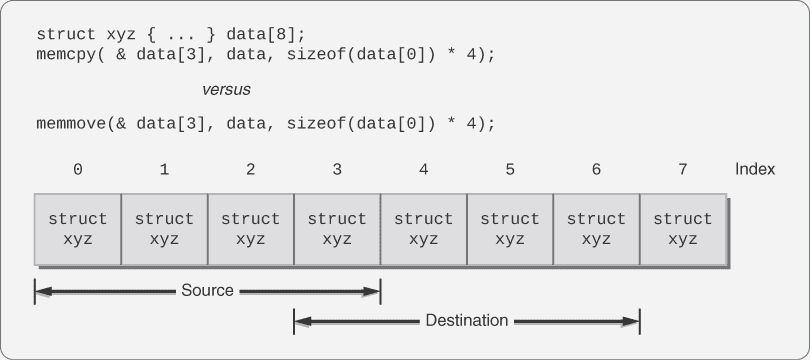 struct xyz { ... } data[8];
memcpy( & data[3], data, sizeof(data[0]) * 4);
versus
memmove(& data[3], data, sizeof(data[0]) * 4);
0 1 2 3 4 5 6 7 Index
struct struct struct struct struct struct struct struct
xyz xyz xyz xyz xyz xyz xyz xyz
Source
Destination